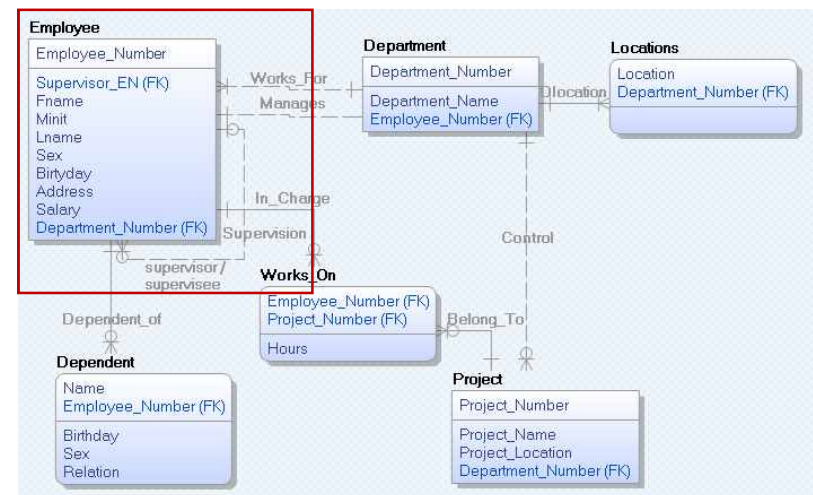 Employee
Employee_Number
Supervisor_EN (FK)
Fname
Minit
Lname
Sex
Birtyday
Address
Salary
Department_Number (FK)
Works_For
Manages
Department
Department_Number
Department_Name
Employee_Number (FK)
Dlocation
Locations
Location
Department_Number (FK)
In_Charge
Supervision
supervisor/
supervisee
Control
Works_On
Employee_Number (FK)
Project_Number (FK)
Hours
Belong_To
Dependent_of
Dependent
Name
Employee_Number (FK)
Birthday
Sex
Relation
Project
Project_Number
Project_Name
Project_Location
Department_Number (FK)